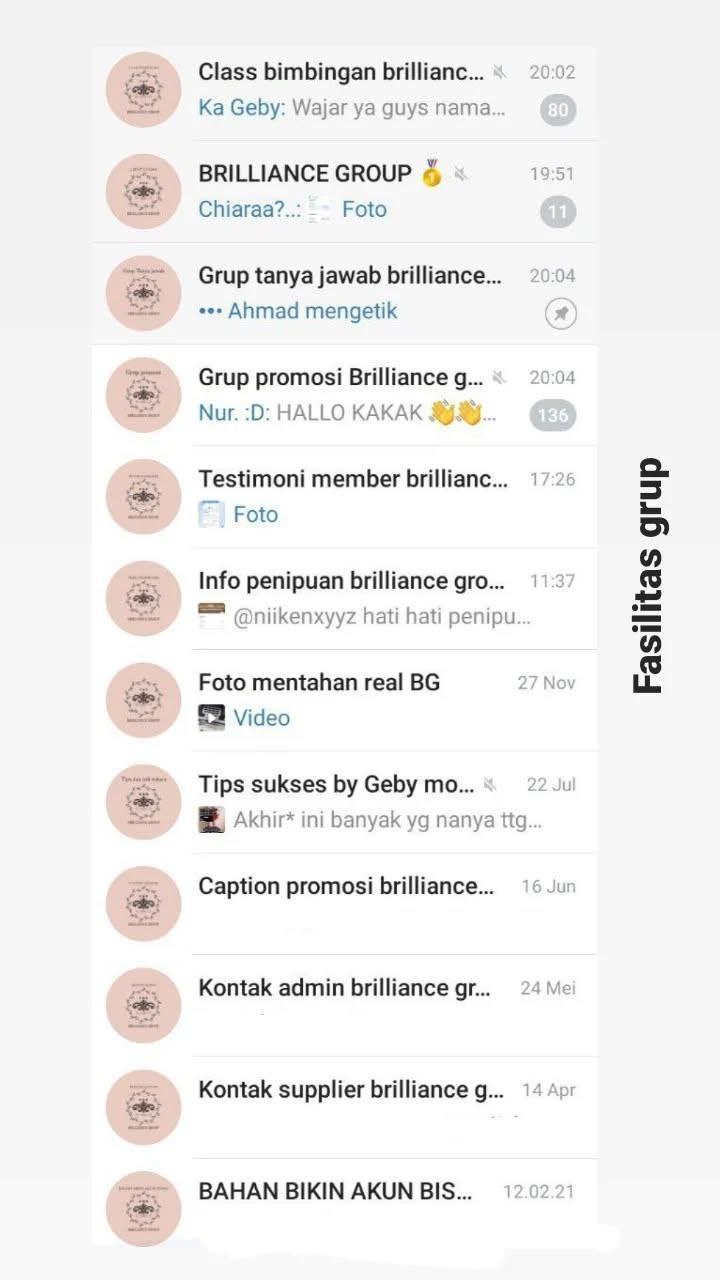 Class bimbingan brillianc... 20:02
Ka Geby: Wajar ya guys nama... 80
BRILLIANCE GROUP 🏅 19:51
Chiaraa?..: Foto 11
Grup tanya jawab brilliance... 20:04
••• Ahmad mengetik
Grup promosi Brilliance g... 20:04
Nur. :D: HALLO KAKAK 👋👋... 136
Testimoni member brillianc... 17:26
Foto
Info penipuan brilliance gro... 11:37
@niikenxyyz hati hati penipu...
Foto mentahan real BG 27 Nov
Video
Tips sukses by Geby mo... 22 Jul
Akhir* ini banyak yg nanya ttg...
Caption promosi brilliance... 16 Jun
Kontak admin brilliance gr... 24 Mei
Kontak supplier brilliance g... 14 Apr
BAHAN BIKIN AKUN BIS... 12.02.21
Fasilitas grup